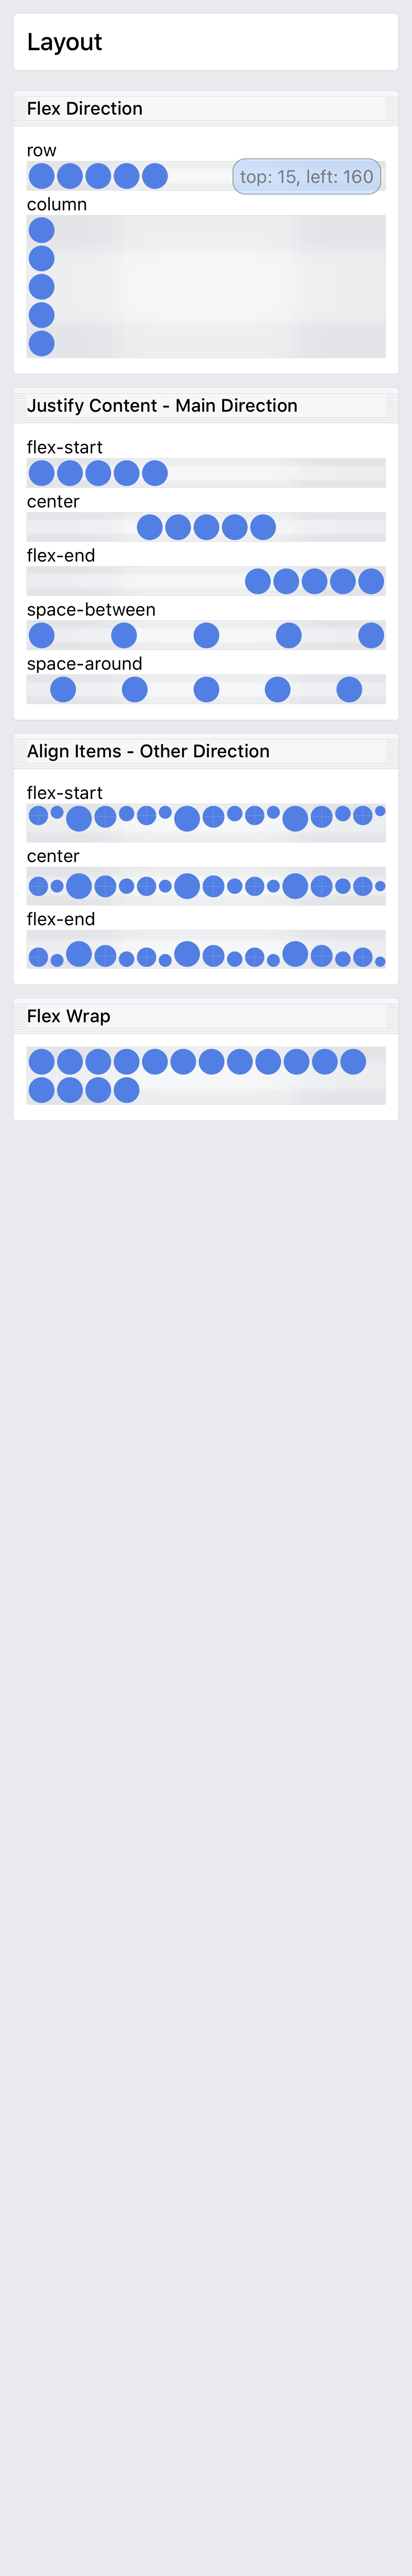 Layout
Flex Direction
row
top: 15, left: 160
column
Justify Content - Main Direction
flex-start
center
flex-end
space-between
space-around
Align Items - Other Direction
flex-start
center
flex-end
Flex Wrap